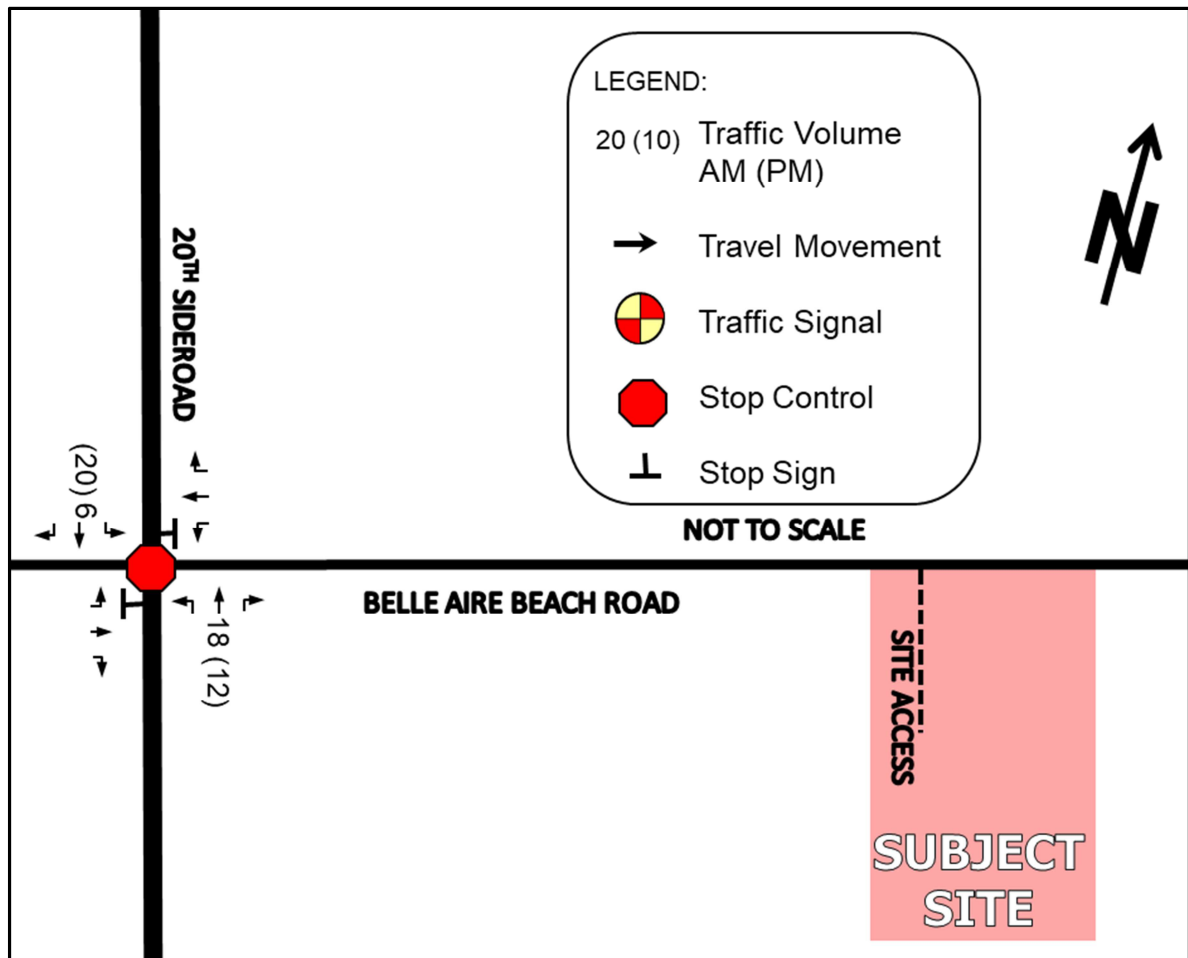 LEGEND:
20 (10) Traffic Volume
AM (PM)
Travel Movement
Traffic Signal
Stop Control
Stop Sign
N
20TH SIDEROAD
(20) 6
18 (12)
NOT TO SCALE
BELLE AIRE BEACH ROAD
SITE ACCESS
SUBJECT
SITE